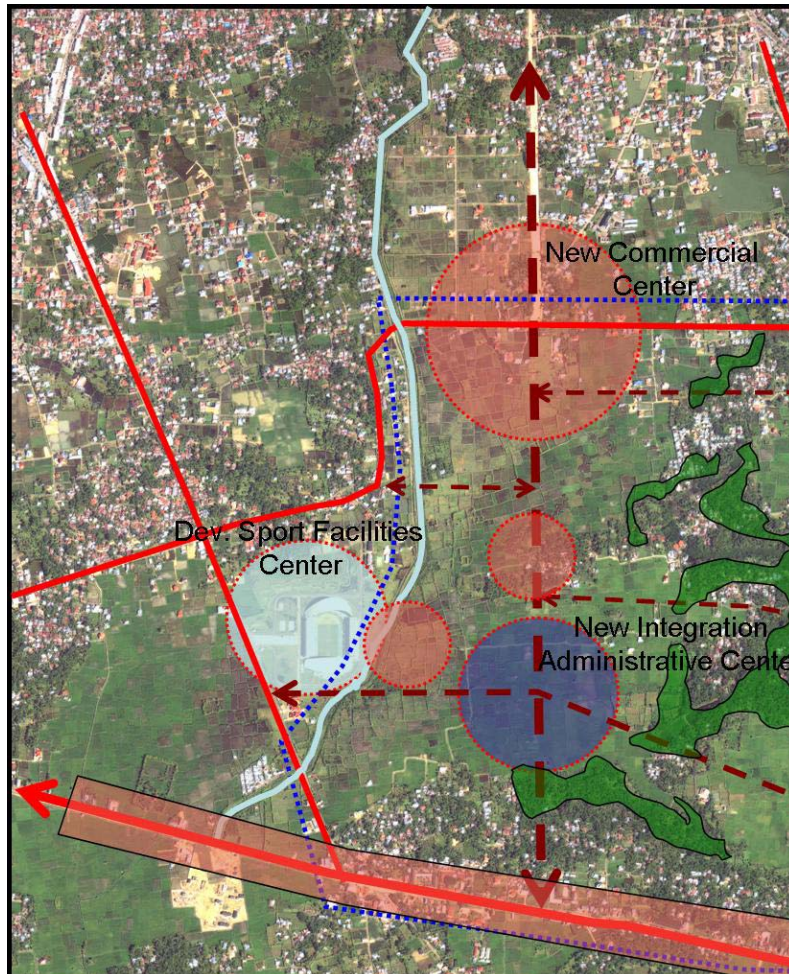 New Commercial
Center
Dev. Sport Facilities
Center
New Integration
Administrative Cente